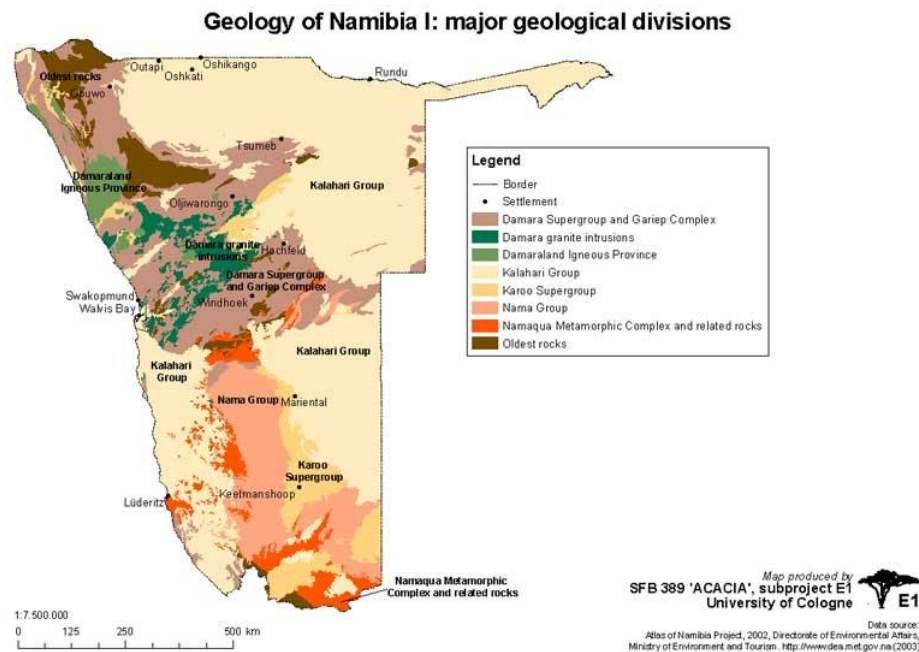 Geology of Namibia I: major geological divisions
Oshikango
Outapi
Oshkati
Rundu
Oldest rocks
Opuwo
Tsumeb
Damaraland
Igneous Province
Kalahari Group
Otjiwarongo
Damara granite
intrusions
Hochfeld
Damara Supergroup
and Gariep Complex
Windhoek
Swakopmund
Walvis Bay
Kalahari
Group
Kalahari Group
Nama Group
Mariental
Karoo
Supergroup
Keetmanshoop
Lüderitz
Namaqua Metamorphic
Complex and related rocks
Legend
Border
Settlement
Damara Supergroup and Gariep Complex
Damara granite intrusions
Damaraland Igneous Province
Kalahari Group
Karoo Supergroup
Nama Group
Namaqua Metamorphic Complex and related rocks
Oldest rocks
1:7.500.000
0 125 250 500 km
Map produced by
SFB 389 'ACACIA', subproject E1
University of Cologne
E1
Data source:
Atlas of Namibia Project, 2002, Directorate of Environmental Affairs,
Ministry of Environment and Tourism. http://www.dea.met.gov.na (2003)